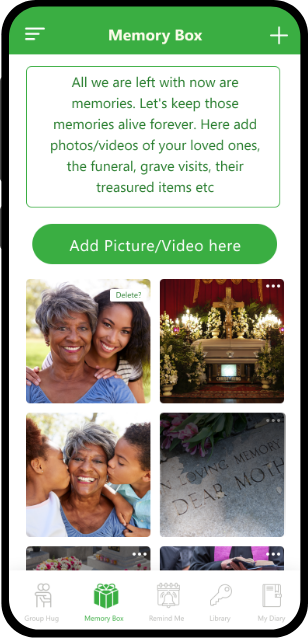 Memory Box
All we are left with now are
memories. Let's keep those
memories alive forever. Here add
photos/videos of your loved ones,
the funeral, grave visits, their
treasured items etc
Add Picture/Video here
Delete?
IN LOVING MEMORY
DEAR MOTH
Group Hug
Memory Box
Remind Me
Library
My Diary